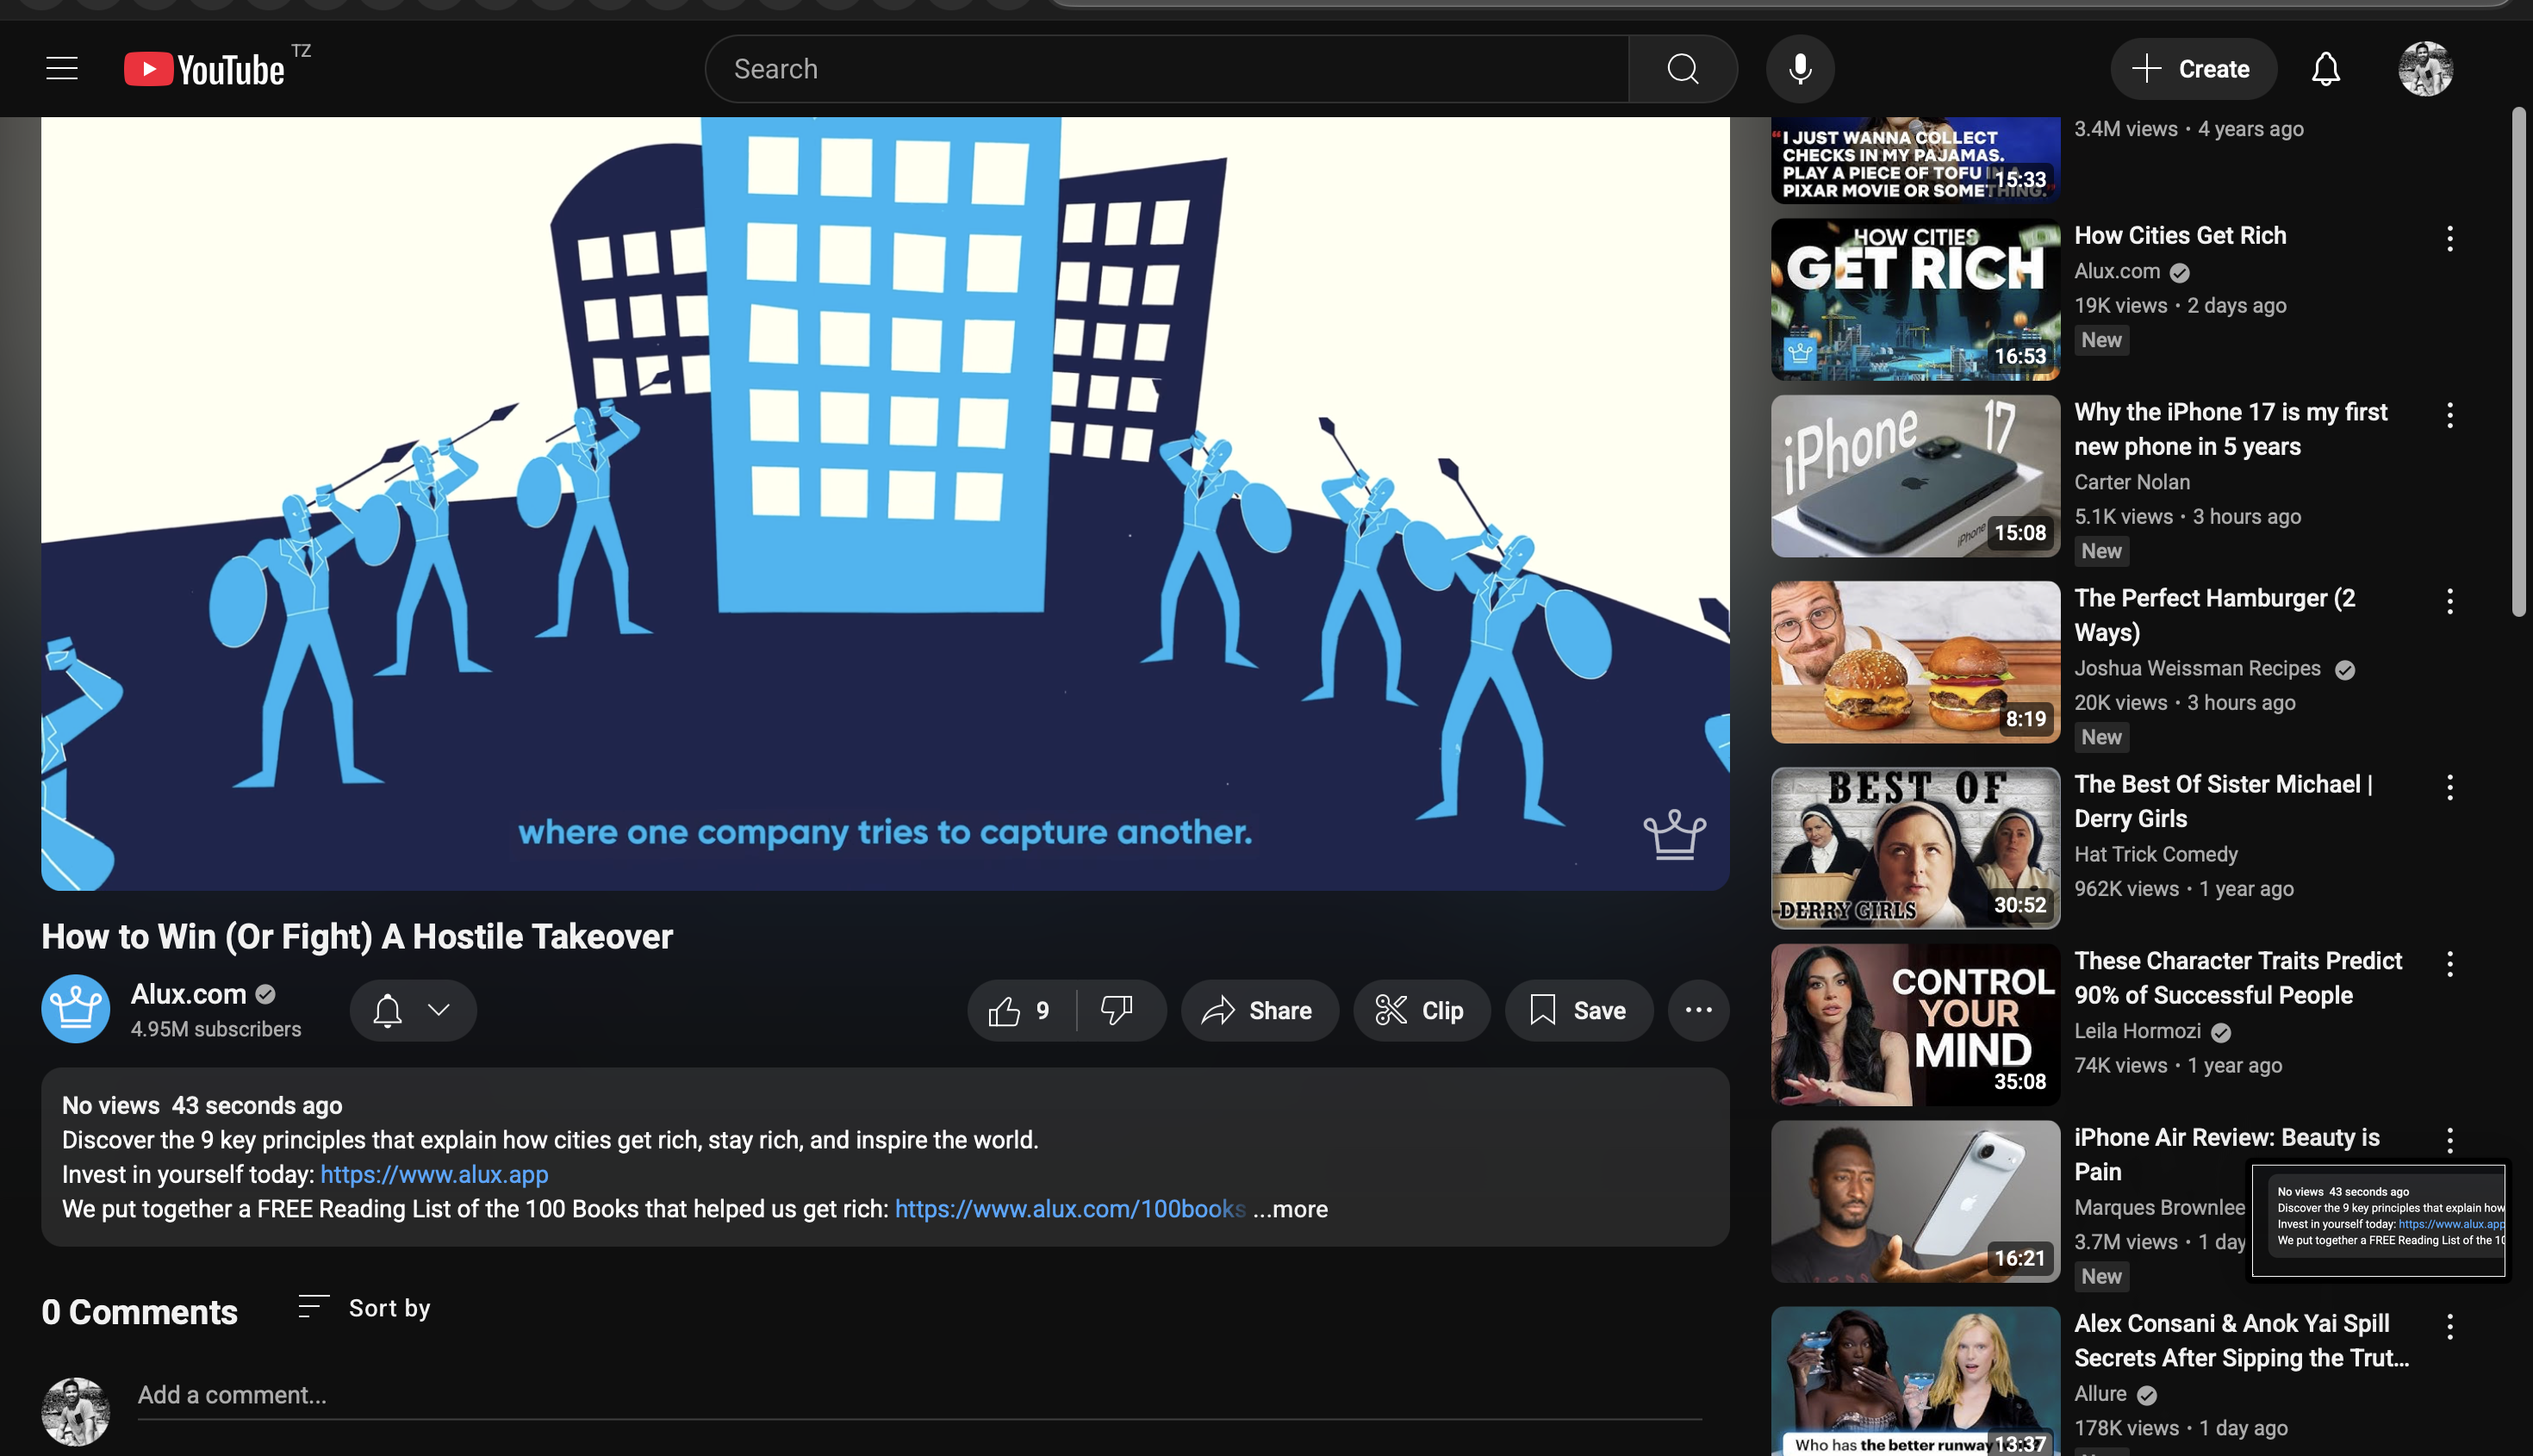 YouTube TZ
Search
Create
where one company tries to capture another.
How to Win (Or Fight) A Hostile Takeover
Alux.com
4.95M subscribers
9
Share
Clip
Save
No views 43 seconds ago
Discover the 9 key principles that explain how cities get rich, stay rich, and inspire the world.
Invest in yourself today: https://www.alux.app
We put together a FREE Reading List of the 100 Books that helped us get rich: https://www.alux.com/100books ...more
0 Comments
Sort by
Add a comment...
"I JUST WANNA COLLECT
CHECKS IN MY PAJAMAS.
PLAY A PIECE OF TOFU IN A
PIXAR MOVIE OR SOMETHING."
15:33
3.4M views • 4 years ago
HOW CITIES
GET RICH
16:53
How Cities Get Rich
Alux.com
19K views • 2 days ago
New
iPhone 17
iPhone
15:08
Why the iPhone 17 is my first
new phone in 5 years
Carter Nolan
5.1K views • 3 hours ago
New
8:19
The Perfect Hamburger (2
Ways)
Joshua Weissman Recipes
20K views • 3 hours ago
New
BEST OF
DERRY GIRLS
30:52
The Best Of Sister Michael |
Derry Girls
Hat Trick Comedy
962K views • 1 year ago
CONTROL
YOUR
MIND
35:08
These Character Traits Predict
90% of Successful People
Leila Hormozi
74K views • 1 year ago
16:21
iPhone Air Review: Beauty is
Pain
Marques Brownlee
3.7M views • 1 day
New
No views 43 seconds ago
Discover the 9 key principles that explain how
Invest in yourself today: https://www.alux.app
We put together a FREE Reading List of the 10
Who has the better runway
13:37
Alex Consani & Anok Yai Spill
Secrets After Sipping the Trut...
Allure
178K views • 1 day ago